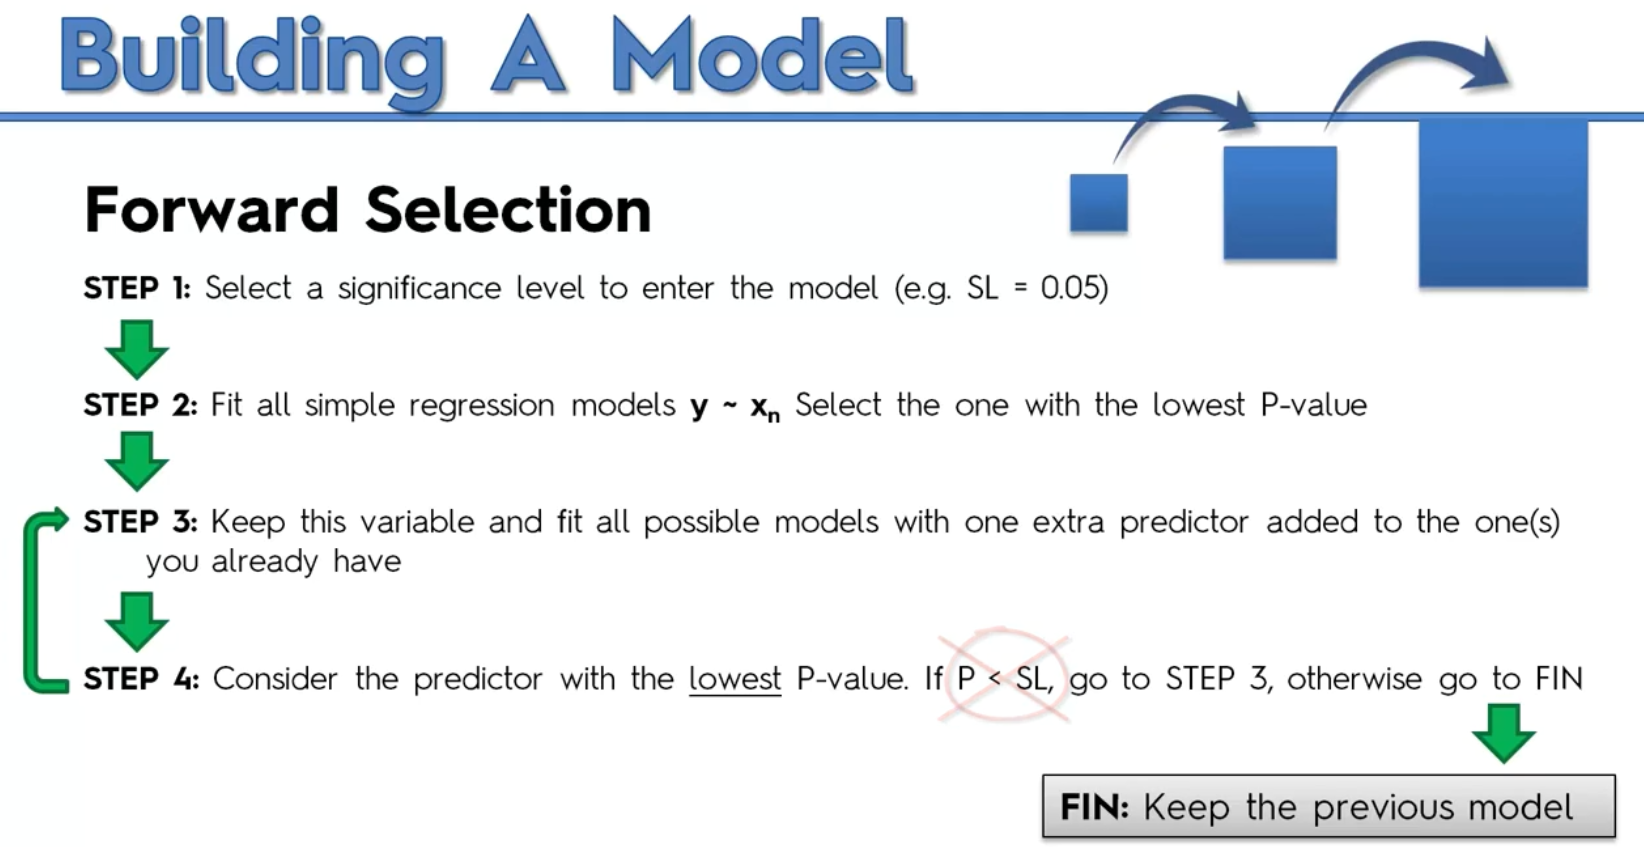 Building A Model
Forward Selection
STEP 1: Select a significance level to enter the model (e.g. SL = 0.05)
STEP 2: Fit all simple regression models y ~ xₙ Select the one with the lowest P-value
STEP 3: Keep this variable and fit all possible models with one extra predictor added to the one(s)
you already have
STEP 4: Consider the predictor with the lowest P-value. If P < SL, go to STEP 3, otherwise go to FIN
FIN: Keep the previous model